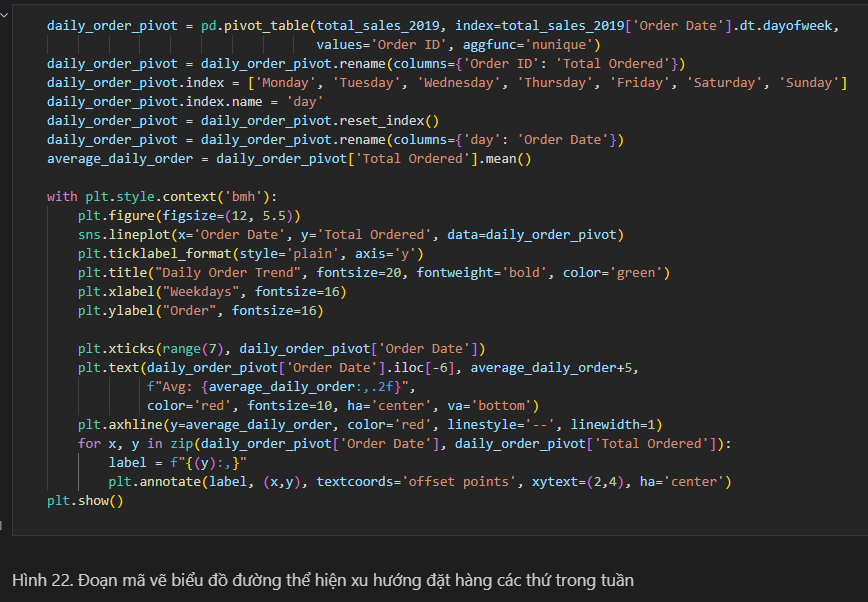 daily_order_pivot = pd.pivot_table(total_sales_2019, index=total_sales_2019['Order Date'].dt.dayofweek,
values='Order ID', aggfunc='nunique')
daily_order_pivot = daily_order_pivot.rename(columns={'Order ID': 'Total Ordered'})
daily_order_pivot.index = ['Monday', 'Tuesday', 'Wednesday', 'Thursday', 'Friday', 'Saturday', 'Sunday']
daily_order_pivot.index.name = 'day'
daily_order_pivot = daily_order_pivot.reset_index()
daily_order_pivot = daily_order_pivot.rename(columns={'day': 'Order Date'})
average_daily_order = daily_order_pivot['Total Ordered'].mean()
with plt.style.context('bmh'):
plt.figure(figsize=(12, 5.5))
sns.lineplot(x='Order Date', y='Total Ordered', data=daily_order_pivot)
plt.ticklabel_format(style='plain', axis='y')
plt.title("Daily Order Trend", fontsize=20, fontweight='bold', color='green')
plt.xlabel("Weekdays", fontsize=16)
plt.ylabel("Order", fontsize=16)
plt.xticks(range(7), daily_order_pivot['Order Date'])
plt.text(daily_order_pivot['Order Date'].iloc[-6], average_daily_order+5,
f"Avg: {average_daily_order:,.2f}",
color='red', fontsize=10, ha='center', va='bottom')
plt.axhline(y=average_daily_order, color='red', linestyle='--', linewidth=1)
for x, y in zip(daily_order_pivot['Order Date'], daily_order_pivot['Total Ordered']):
label = f"{(y):,}"
plt.annotate(label, (x,y), textcoords='offset points', xytext=(2,4), ha='center')
plt.show()
Hình 22. Đoạn mã vẽ biểu đồ đường thể hiện xu hướng đặt hàng các thứ trong tuần